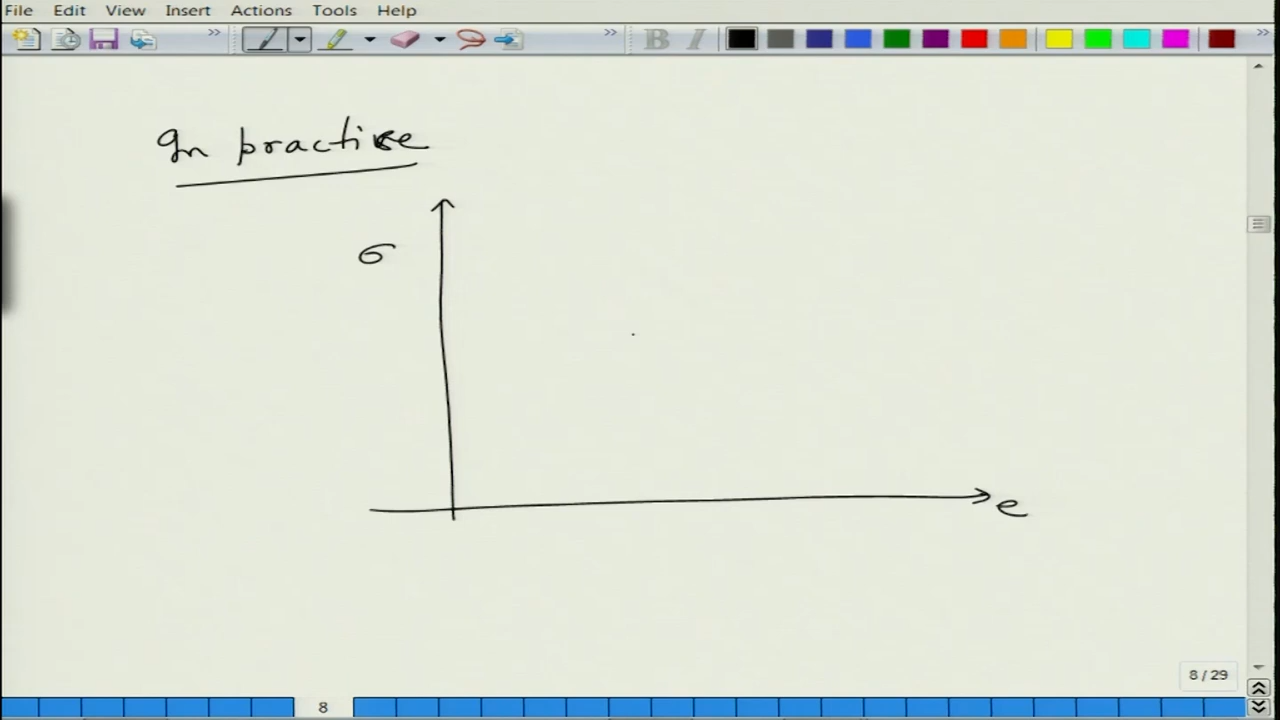 File Edit View Insert Actions Tools Help
B I
In practice
σ
e
8 / 29
8